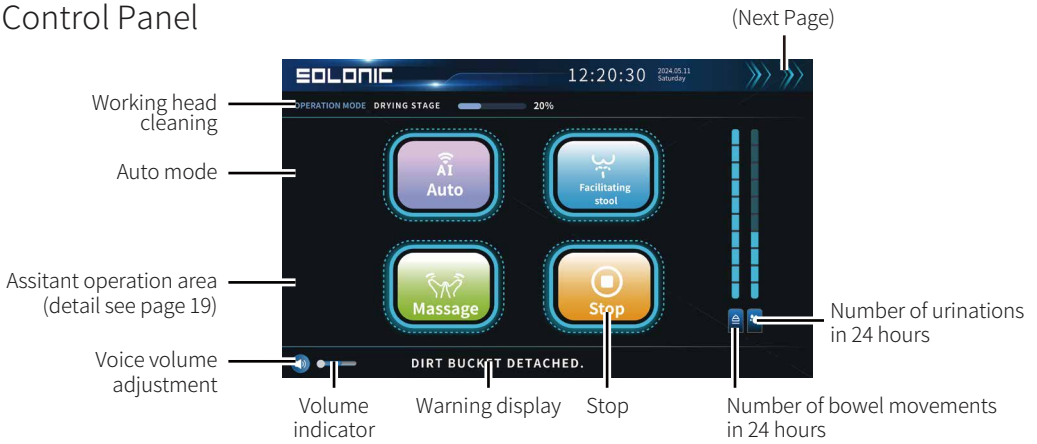 Control Panel
(Next Page)
SOLONIC
12:20:30
2024.05.11
Saturday
OPERATION MODE DRYING STAGE 20%
Working head
cleaning
Auto mode
AI
Auto
Facilitating
stool
Assitant operation area
(detail see page 19)
Massage
Stop
Number of urinations
in 24 hours
Voice volume
adjustment
DIRT BUCKET DETACHED.
Volume
indicator
Warning display
Stop
Number of bowel movements
in 24 hours